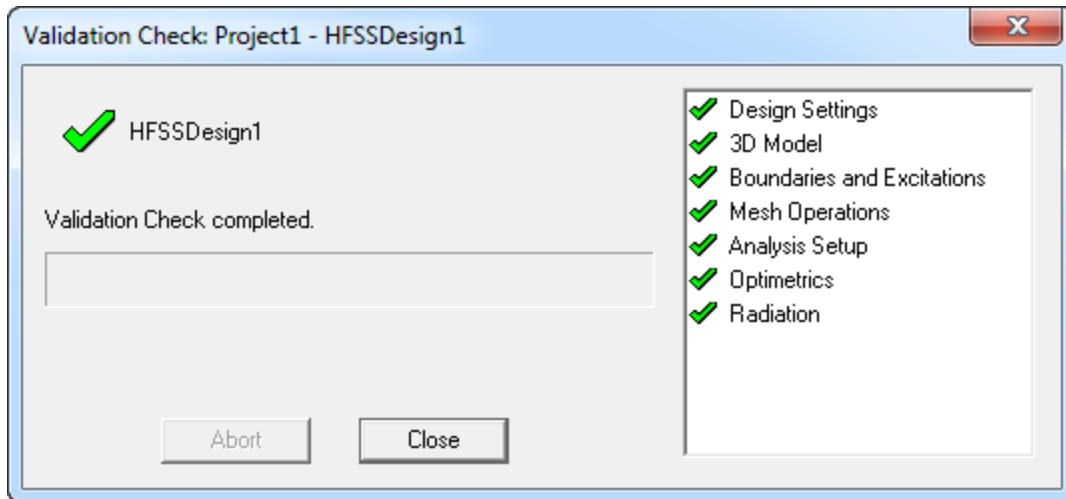 Validation Check: Project1 - HFSSDesign1
HFSSDesign1
Validation Check completed.
Abort
Close
Design Settings
3D Model
Boundaries and Excitations
Mesh Operations
Analysis Setup
Optimetrics
Radiation